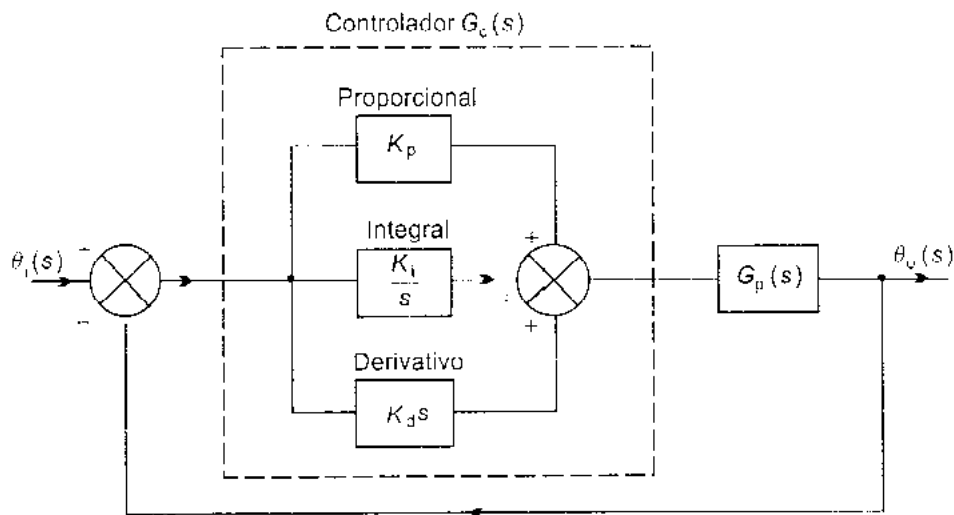 Controlador G_c(s)
Proporcional
K_p
Integral
K_i
s
Derivativo
K_d s
θ_i(s)
+
−
+
+
G_p(s)
θ_o(s)